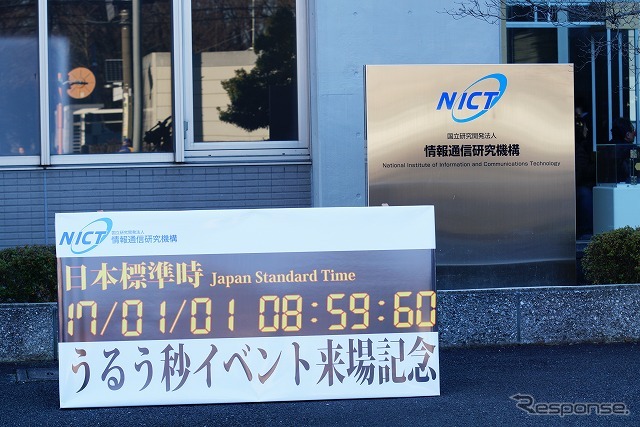 NICT
国立研究開発法人
情報通信研究機構
National Institute of Information and Communications Technology
NICT
国立研究開発法人
情報通信研究機構
日本標準時 Japan Standard Time
17/01/01 08:59:60
うるう秒イベント来場記念
Response.